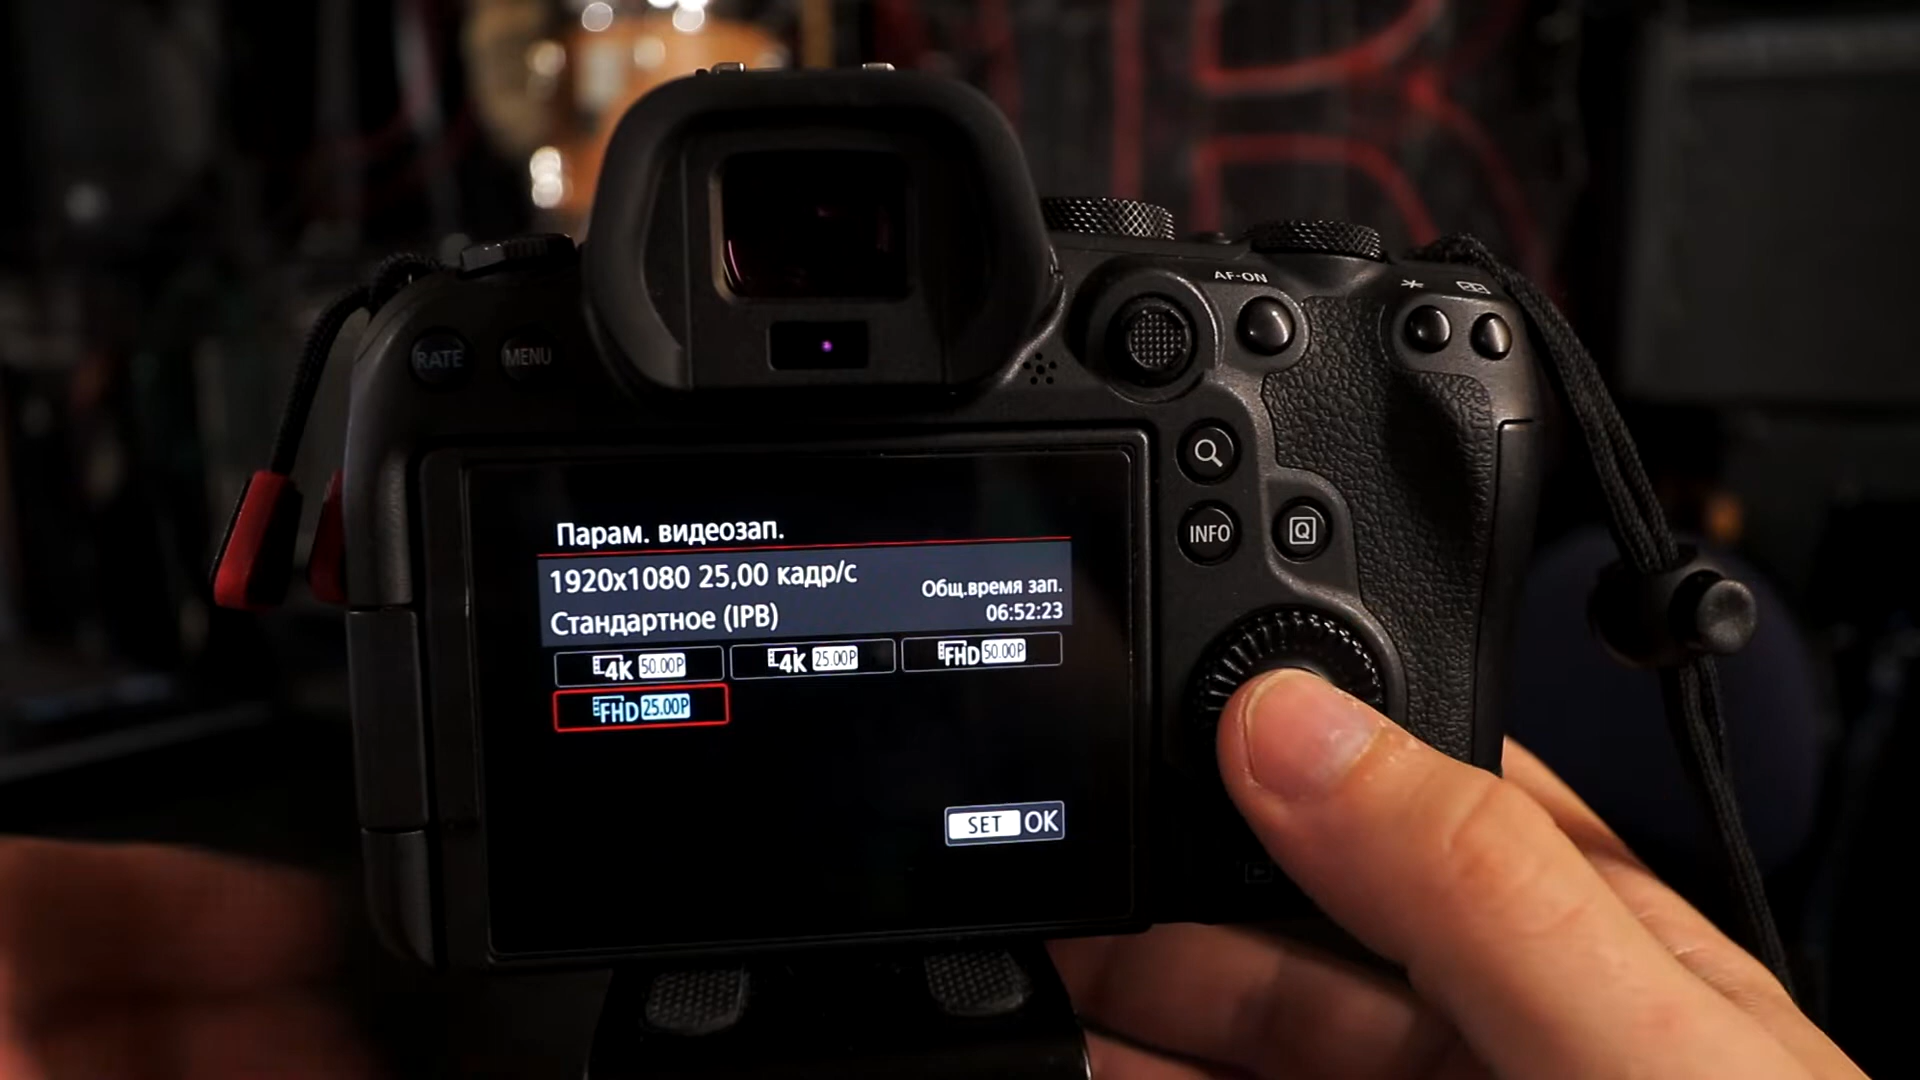 AF-ON
RATE MENU
INFO
Q
Парам. видеозап.
1920x1080 25,00 кадр/с
Стандартное (IPB)
Общ.время зап.
06:52:23
4K 50.00P
4K 25.00P
FHD 50.00P
FHD 25.00P
SET OK